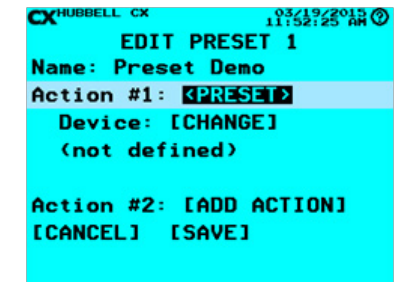 CX HUBBELL CX 03/19/2015
11:52:25 AM ?
EDIT PRESET 1
Name: Preset Demo
Action #1: <PRESET>
Device: [CHANGE]
(not defined)
Action #2: [ADD ACTION]
[CANCEL] [SAVE]